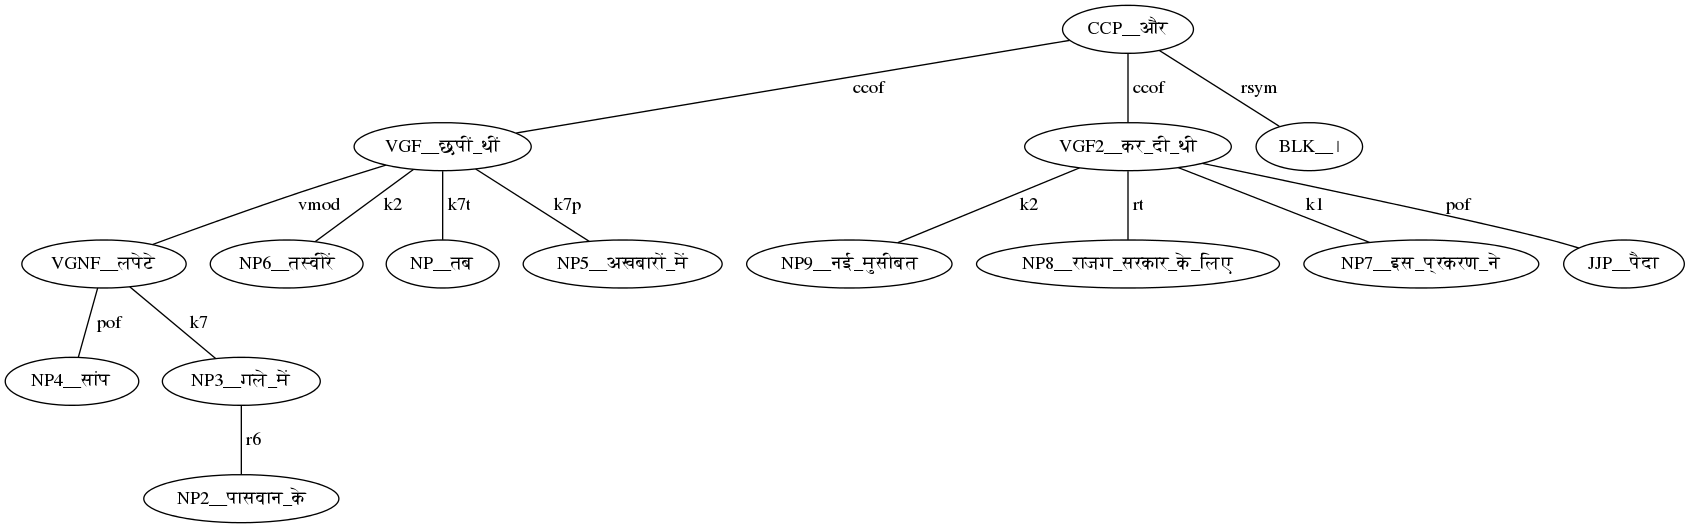 CCP__और
ccof ccof rsym
VGF__छपीं_थीं VGF2__कर_दी_थी BLK__।
vmod k2 k7t k7p k2 rt k1 pof
VGNF__लपेटे NP6__तस्वीरें NP__तब NP5__अखबारों_में NP9__नई_मुसीबत NP8__राजग_सरकार_के_लिए NP7__इस_प्रकरण_ने JJP__पैदा
pof k7
NP4__सांप NP3__गले_में
r6
NP2__पासवान_के